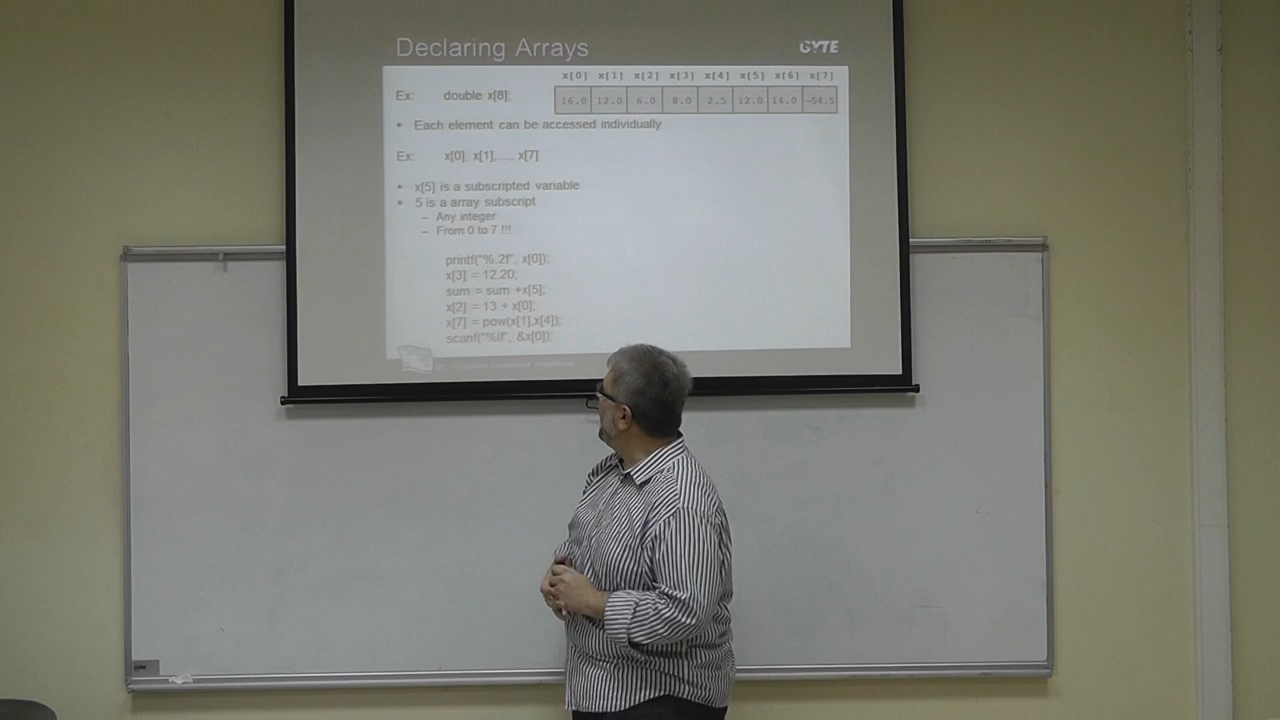 Declaring Arrays
GYTE
x[0] x[1] x[2] x[3] x[4] x[5] x[6] x[7]
Ex: double x[8];
16.0 12.0 6.0 8.0 2.5 12.0 14.0 -54.5
• Each element can be accessed individually
Ex: x[0], x[1],...., x[7]
• x[5] is a subscripted variable
• 5 is a array subscript
– Any integer
– From 0 to 7 !!!
printf("%.2f", x[0]);
x[3] = 12.20;
sum = sum +x[5];
x[2] = 13 + x[0];
x[7] = pow(x[1],x[4]);
scanf("%lf", &x[0]);